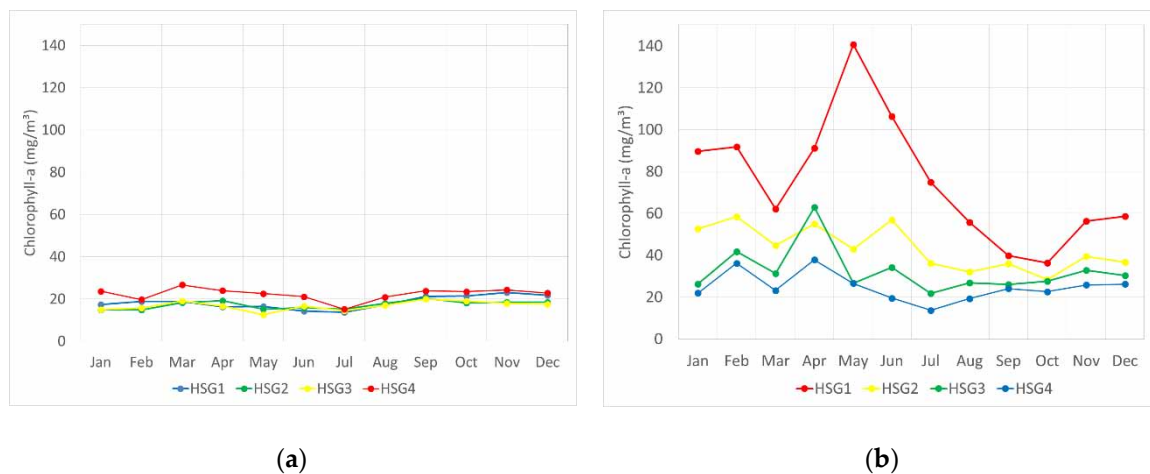 140
120
100
80
60
40
20
0
Chlorophyll-a (mg/m³)
Jan Feb Mar Apr May Jun Jul Aug Sep Oct Nov Dec
HSG1 HSG2 HSG3 HSG4
(a)
140
120
100
80
60
40
20
0
Chlorophyll-a (mg/m³)
Jan Feb Mar Apr May Jun Jul Aug Sep Oct Nov Dec
HSG1 HSG2 HSG3 HSG4
(b)